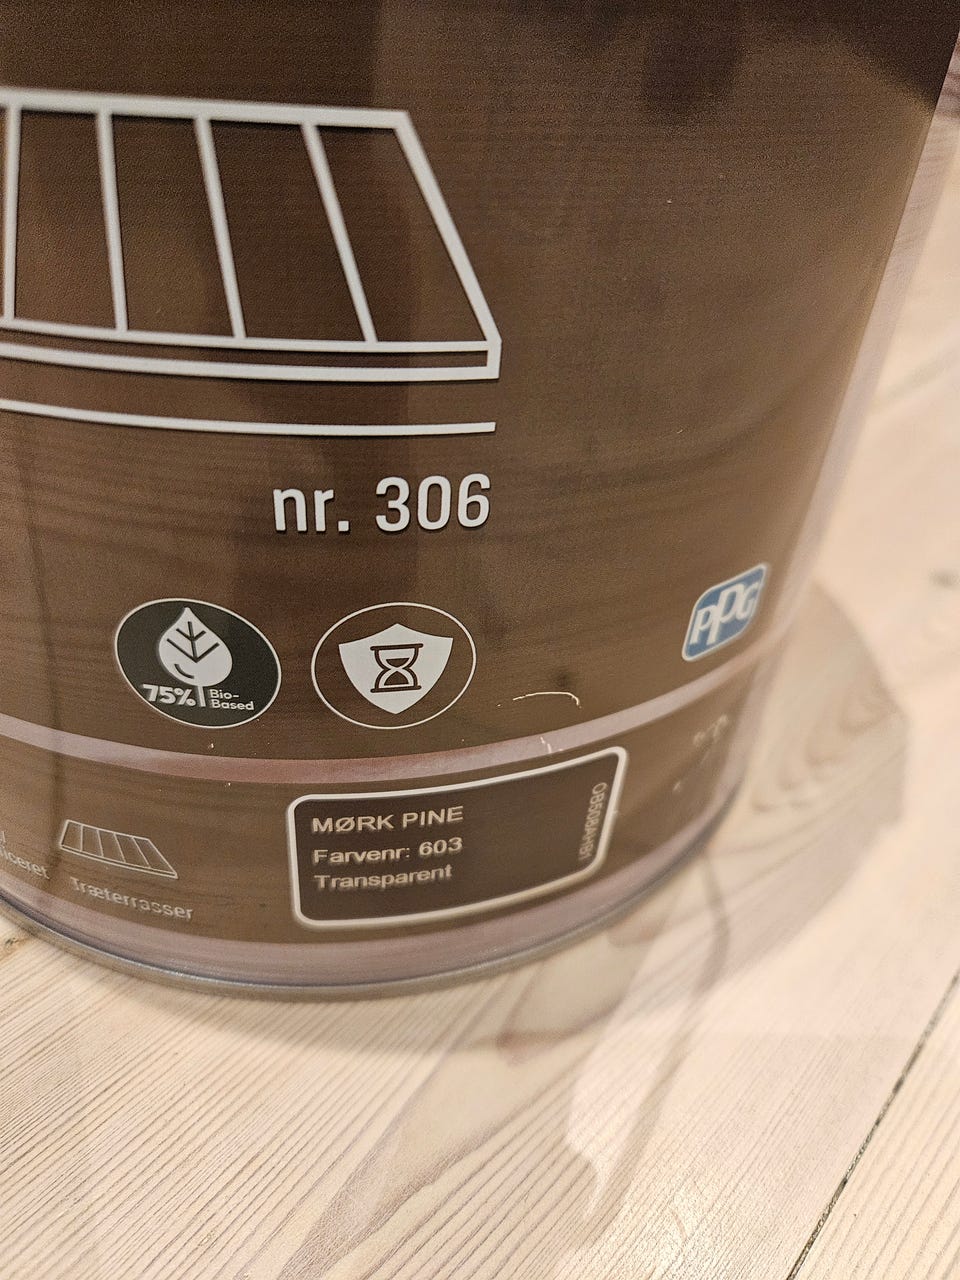 nr. 306
75% Bio-
Based
PPG
MØRK PINE
Farvenr: 603
Transparent
Træterrasser